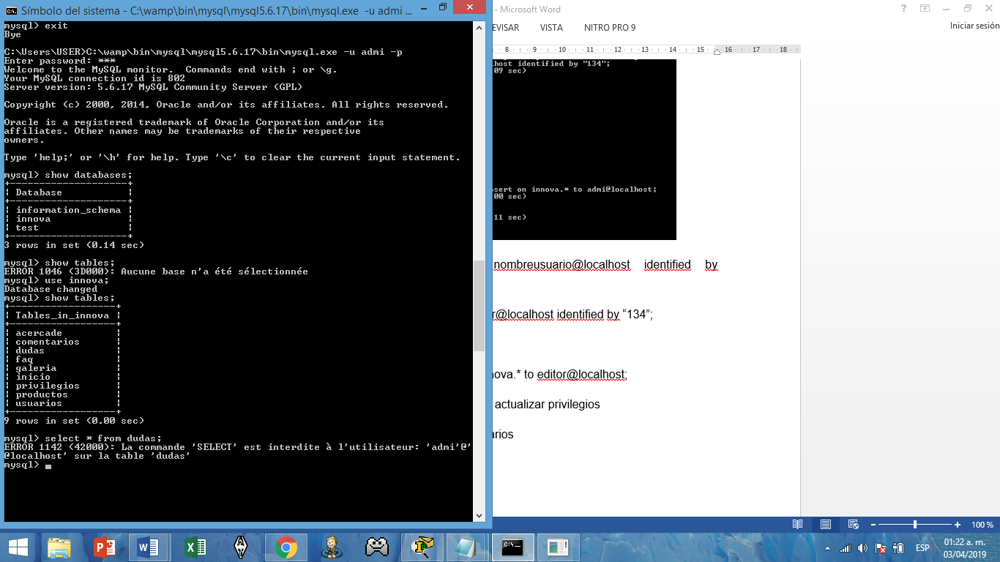 Símbolo del sistema - C:\wamp\bin\mysql\mysql5.6.17\bin\mysql.exe -u admi ...
mysql> exit
Bye
C:\Users\USER>C:\wamp\bin\mysql\mysql5.6.17\bin\mysql.exe -u admi -p
Enter password: ***
Welcome to the MySQL monitor.  Commands end with ; or \g.
Your MySQL connection id is 802
Server version: 5.6.17 MySQL Community Server (GPL)
Copyright (c) 2000, 2014, Oracle and/or its affiliates. All rights reserved.
Oracle is a registered trademark of Oracle Corporation and/or its
affiliates. Other names may be trademarks of their respective
owners.
Type 'help;' or '\h' for help. Type '\c' to clear the current input statement.
mysql> show databases;
+--------------------+
| Database           |
+--------------------+
| information_schema |
| innova             |
| test               |
+--------------------+
3 rows in set (0.14 sec)
mysql> show tables;
ERROR 1046 (3D000): Aucune base n'a été sélectionnée
mysql> use innova;
Database changed
mysql> show tables;
+------------------+
| Tables_in_innova |
+------------------+
| acercade         |
| comentarios      |
| dudas            |
| faq              |
| galeria          |
| inicio           |
| privilegios      |
| productos        |
| usuarios         |
+------------------+
9 rows in set (0.00 sec)
mysql> select * from dudas;
ERROR 1142 (42000): La commande 'SELECT' est interdite à l'utilisateur: 'admi'@'
@localhost' sur la table 'dudas'
mysql>
- Microsoft Word
EVISAR VISTA NITRO PRO 9 Iniciar sesión
8 9 10 11 12 13 14 15 16 17 18
lhost identified by "134";
09 sec)
nsert on innova.* to admi@localhost;
00 sec)
11 sec)
nombreusuario@localhost identified by
r@localhost identified by “134”;
nova.* to editor@localhost;
actualizar privilegios
arios
100 %
ESP
01:22 a. m.
03/04/2019